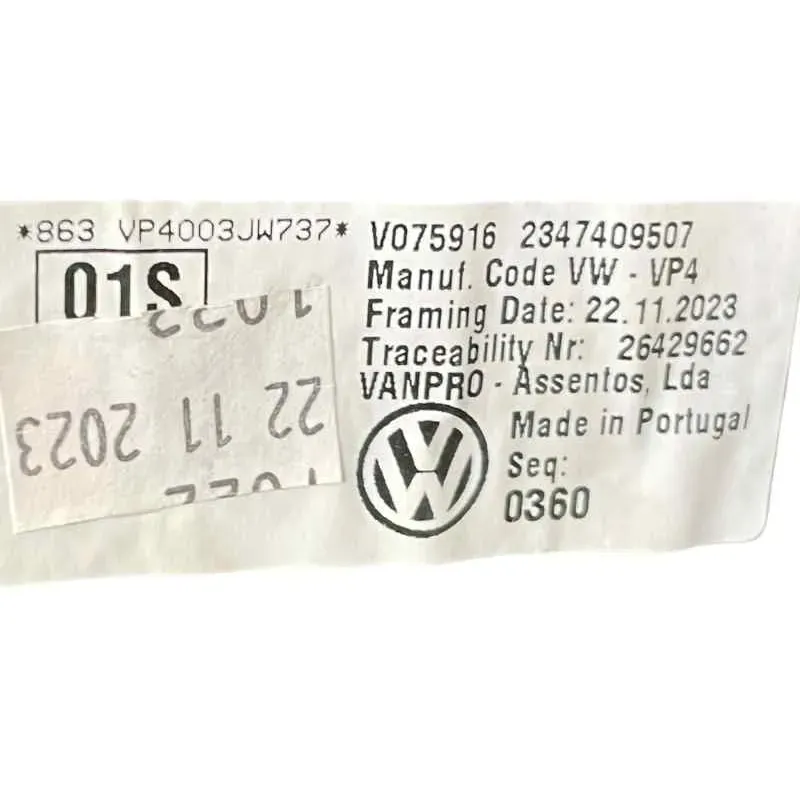 *863 VP4003JW737*
01S
V075916 2347409507
Manuf. Code VW - VP4
Framing Date: 22.11.2023
Traceability Nr: 26429662
VANPRO - Assentos, Lda
Made in Portugal
Seq:
0360
22 11 2023